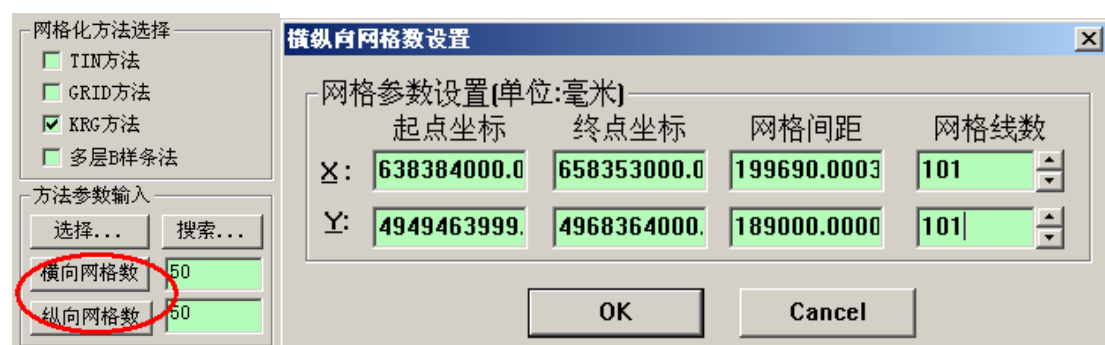 网格化方法选择
TIN方法
GRID方法
KRG方法
多层B样条法
方法参数输入
选择... 搜索...
横向网格数 50
纵向网格数 50
横纵向网格数设置
网格参数设置(单位:毫米)
起点坐标 终点坐标 网格间距 网格线数
X: 638384000.0 658353000.0 199690.0003 101
Y: 4949463999. 4968364000. 189000.0000 101
OK Cancel